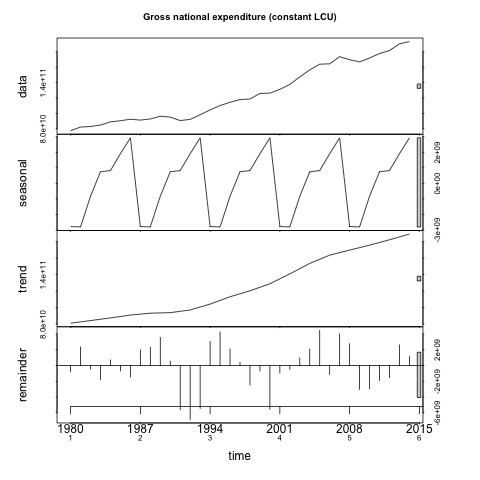 Gross national expenditure (constant LCU)
data
8.0e+10 1.4e+11
seasonal
-3e+09 0e+00 2e+09
trend
8.0e+10 1.4e+11
remainder
-6e+09 -2e+09 2e+09
1980 1987 1994 2001 2008 2015
1 2 3 4 5 6
time